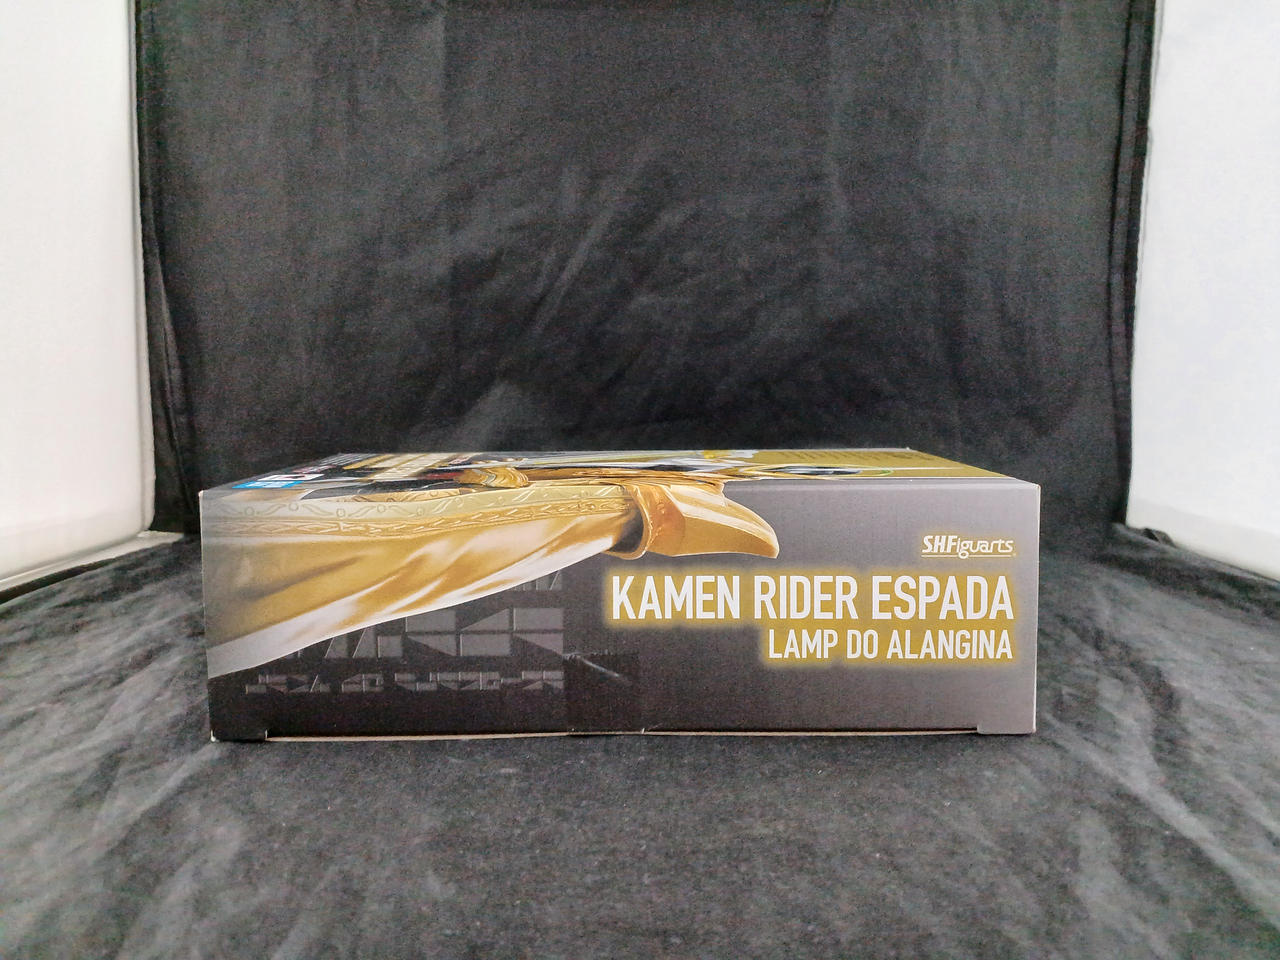 S.H.Figuarts
KAMEN RIDER ESPADA
LAMP DO ALANGINA